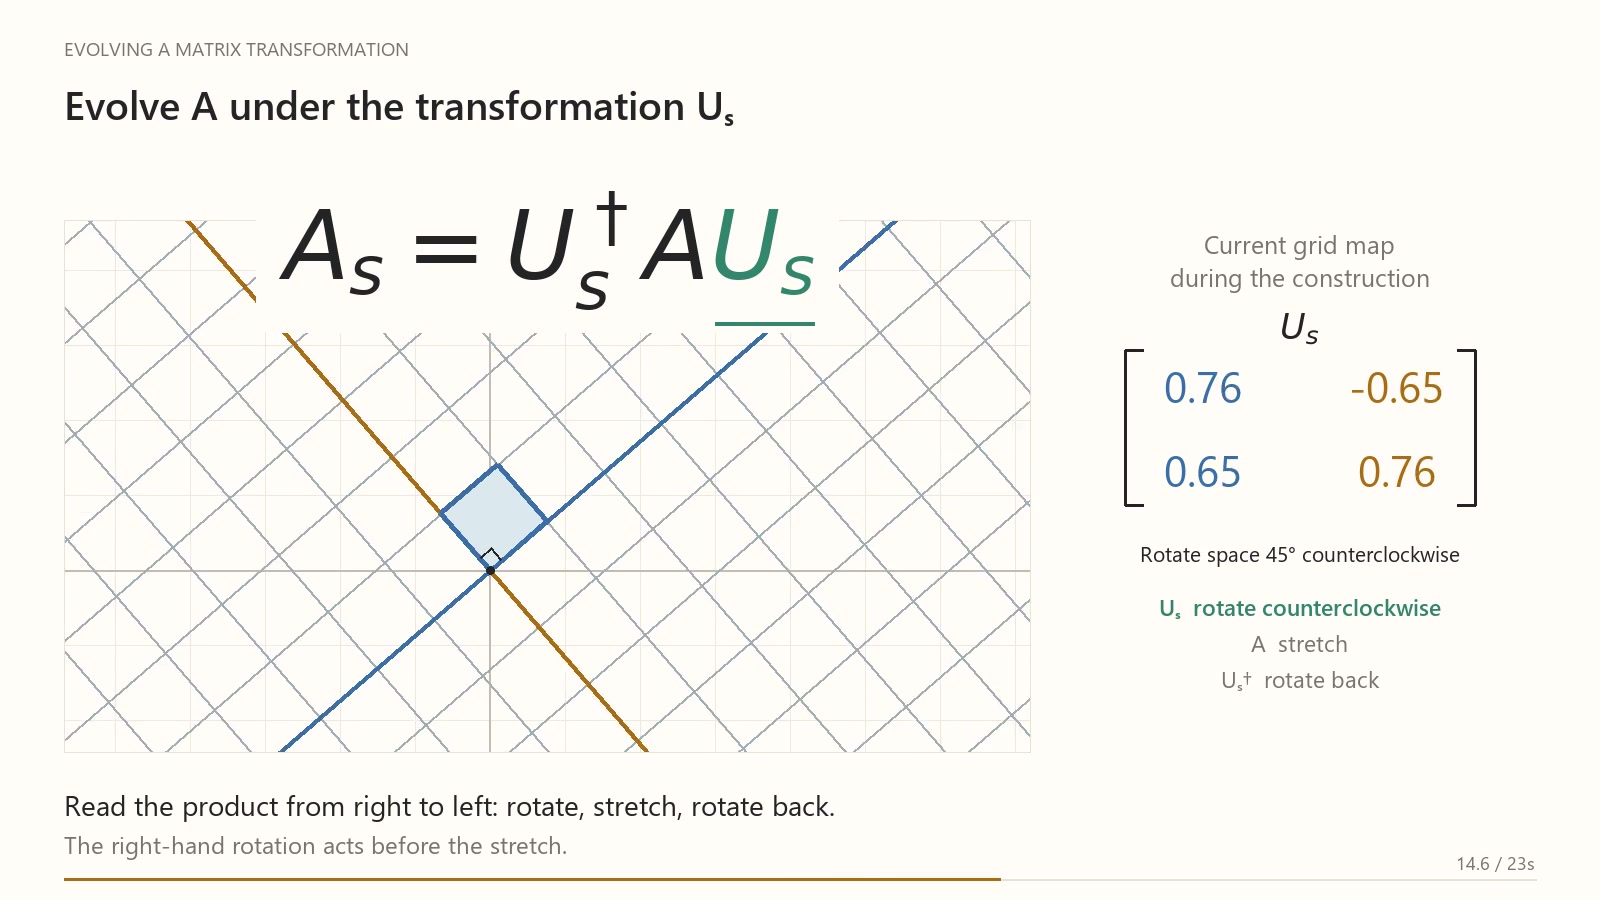 EVOLVING A MATRIX TRANSFORMATION
Evolve A under the transformation Uₛ
Aₛ = Uₛ†AUₛ
Current grid map
during the construction
Uₛ
0.76 -0.65
0.65 0.76
Rotate space 45° counterclockwise
Uₛ rotate counterclockwise
A stretch
Uₛ† rotate back
Read the product from right to left: rotate, stretch, rotate back.
The right-hand rotation acts before the stretch.
14.6 / 23s